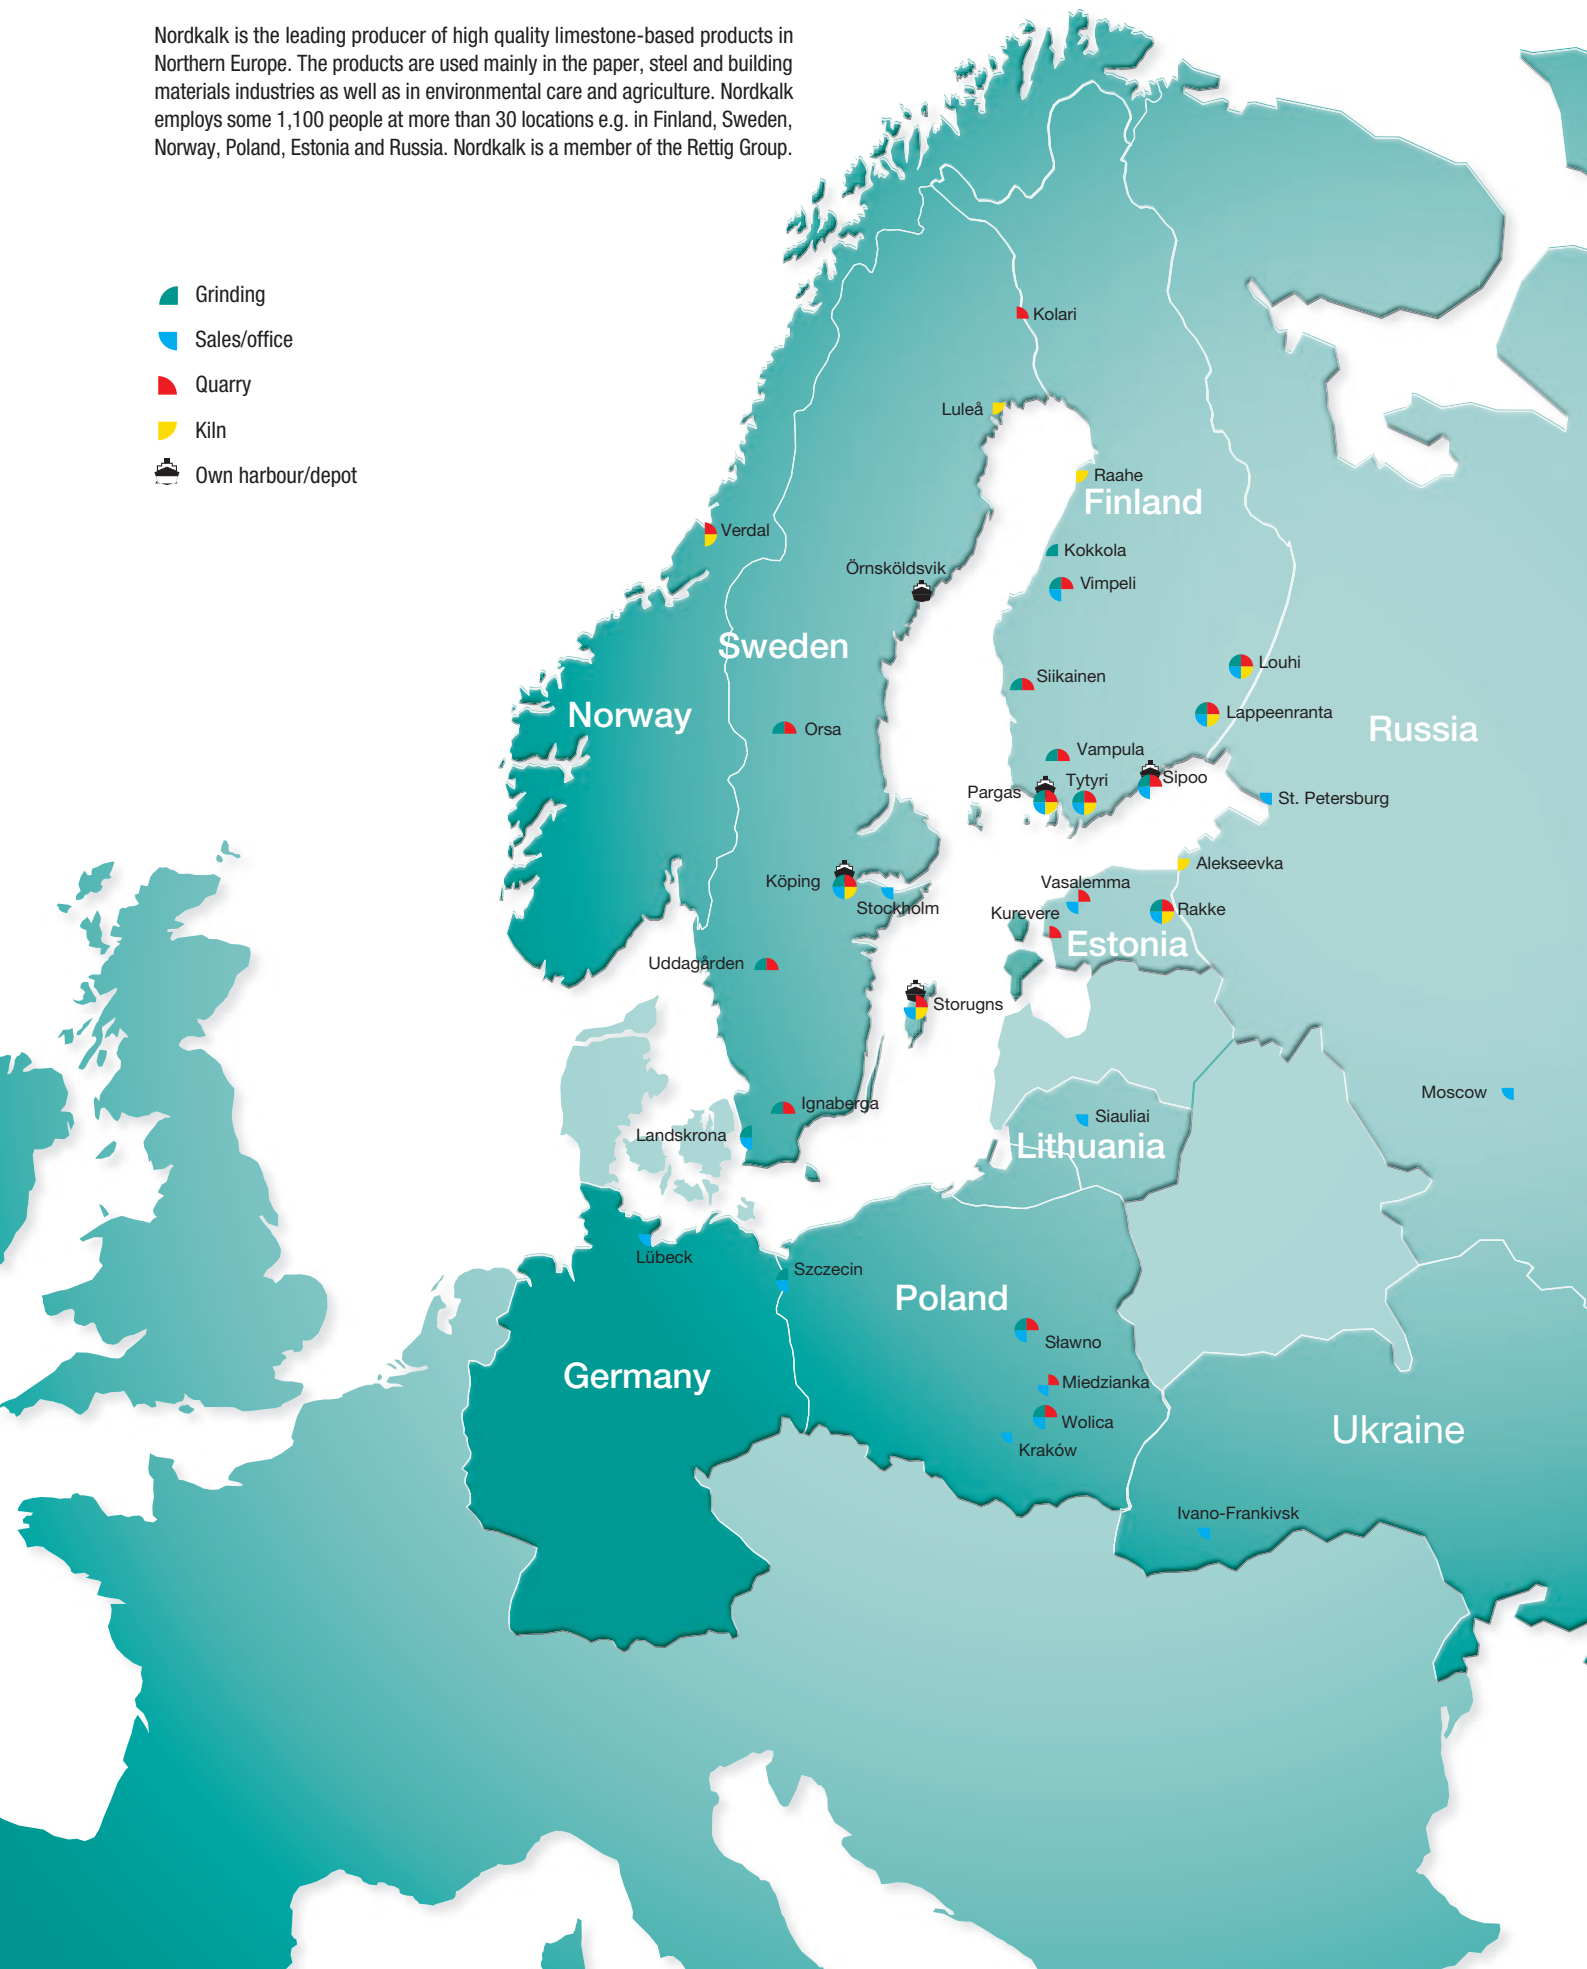 Nordkalk is the leading producer of high quality limestone-based products in
Northern Europe. The products are used mainly in the paper, steel and building
materials industries as well as in environmental care and agriculture. Nordkalk
employs some 1,100 people at more than 30 locations e.g. in Finland, Sweden,
Norway, Poland, Estonia and Russia. Nordkalk is a member of the Rettig Group.
Grinding
Sales/office
Quarry
Kiln
Own harbour/depot
Kolari
Luleå
Raahe
Finland
Verdal
Kokkola
Örnsköldsvik
Vimpeli
Sweden
Louhi
Siikainen
Norway
Lappeenranta
Orsa
Russia
Vampula
Tytyri
Sipoo
Pargas
St. Petersburg
Alekseevka
Köping
Vasalemma
Stockholm
Kurevere
Rakke
Estonia
Uddagården
Storugns
Moscow
Ignaberga
Siauliai
Landskrona
Lithuania
Lübeck
Szczecin
Poland
Sławno
Germany
Miedzianka
Wolica
Ukraine
Kraków
Ivano-Frankivsk